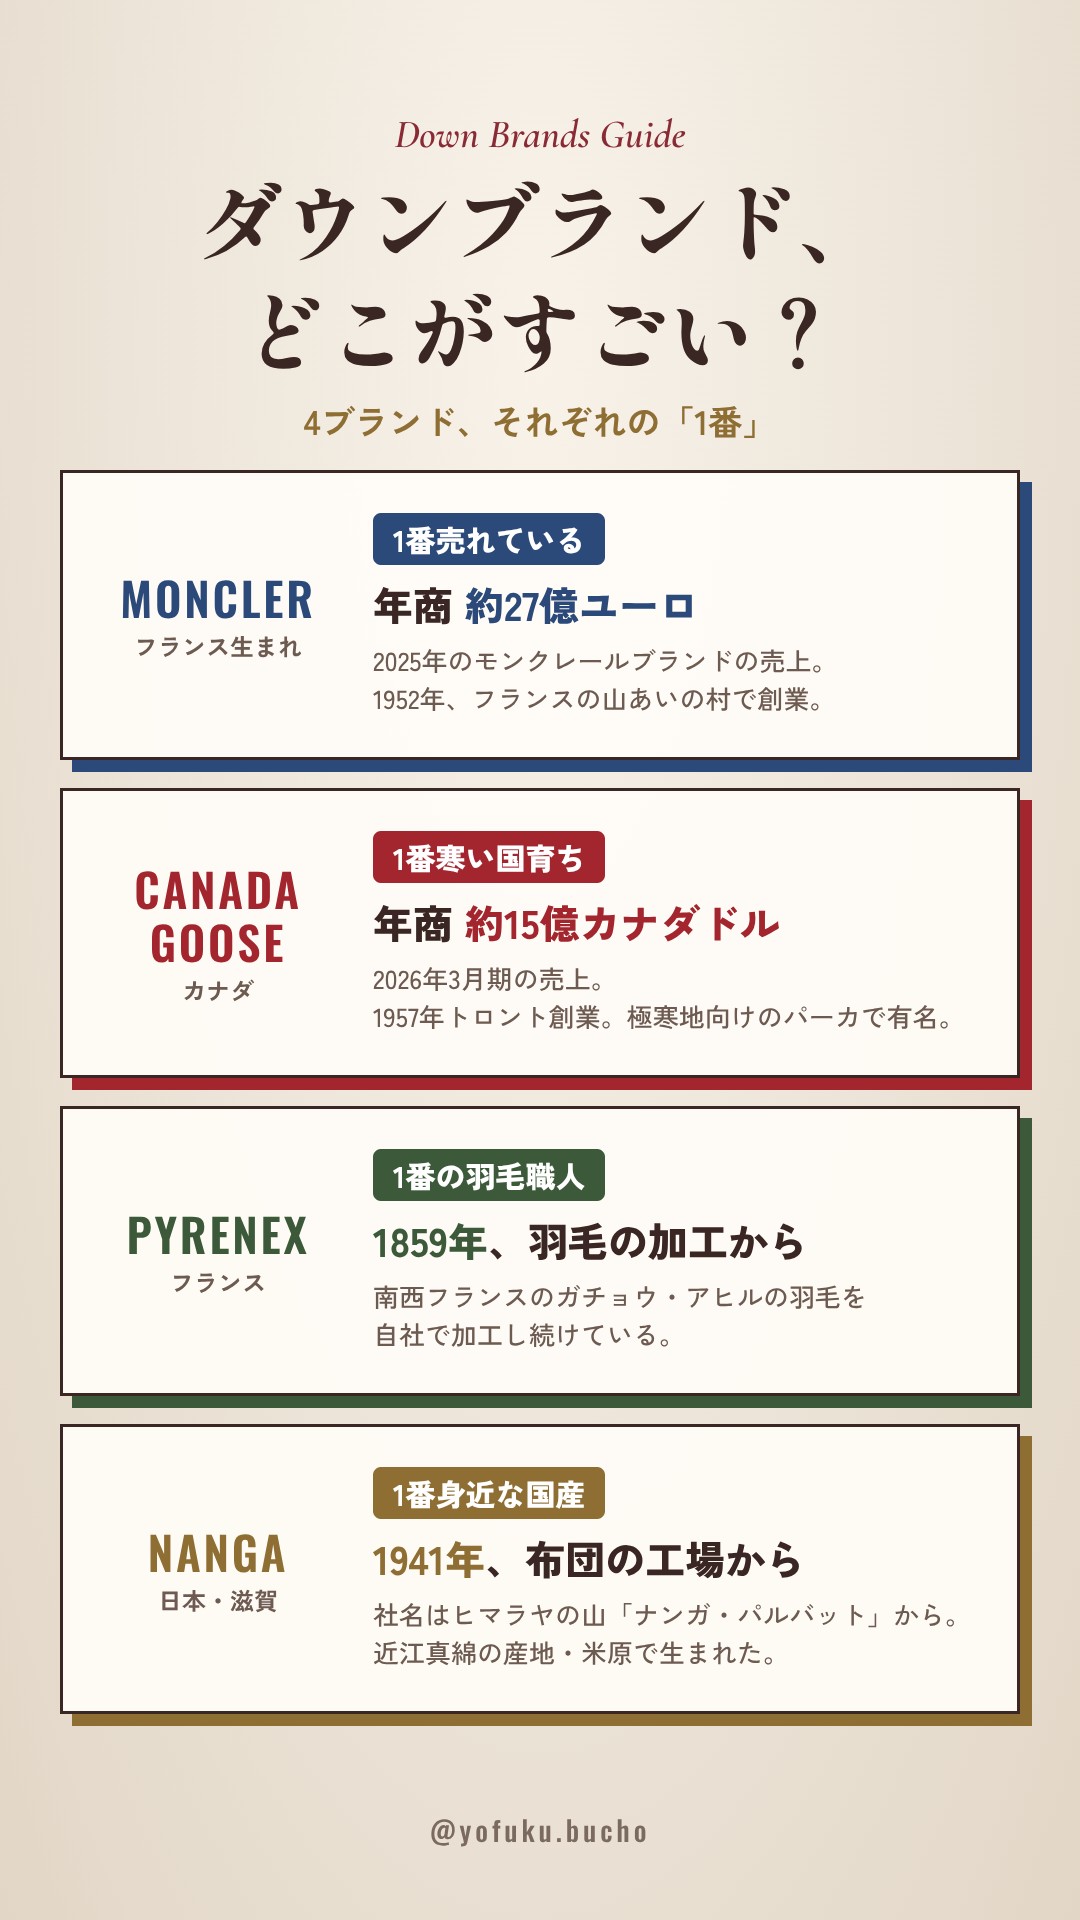 Down Brands Guide
ダウンブランド、
どこがすごい？
4ブランド、それぞれの「1番」
MONCLER
フランス生まれ
1番売れている
年商 約27億ユーロ
2025年のモンクレールブランドの売上。
1952年、フランスの山あいの村で創業。
CANADA
GOOSE
カナダ
1番寒い国育ち
年商 約15億カナダドル
2026年3月期の売上。
1957年トロント創業。極寒地向けのパーカで有名。
PYRENEX
フランス
1番の羽毛職人
1859年、羽毛の加工から
南西フランスのガチョウ・アヒルの羽毛を
自社で加工し続けている。
NANGA
日本・滋賀
1番身近な国産
1941年、布団の工場から
社名はヒマラヤの山「ナンガ・パルバット」から。
近江真綿の産地・米原で生まれた。
@yofuku.bucho